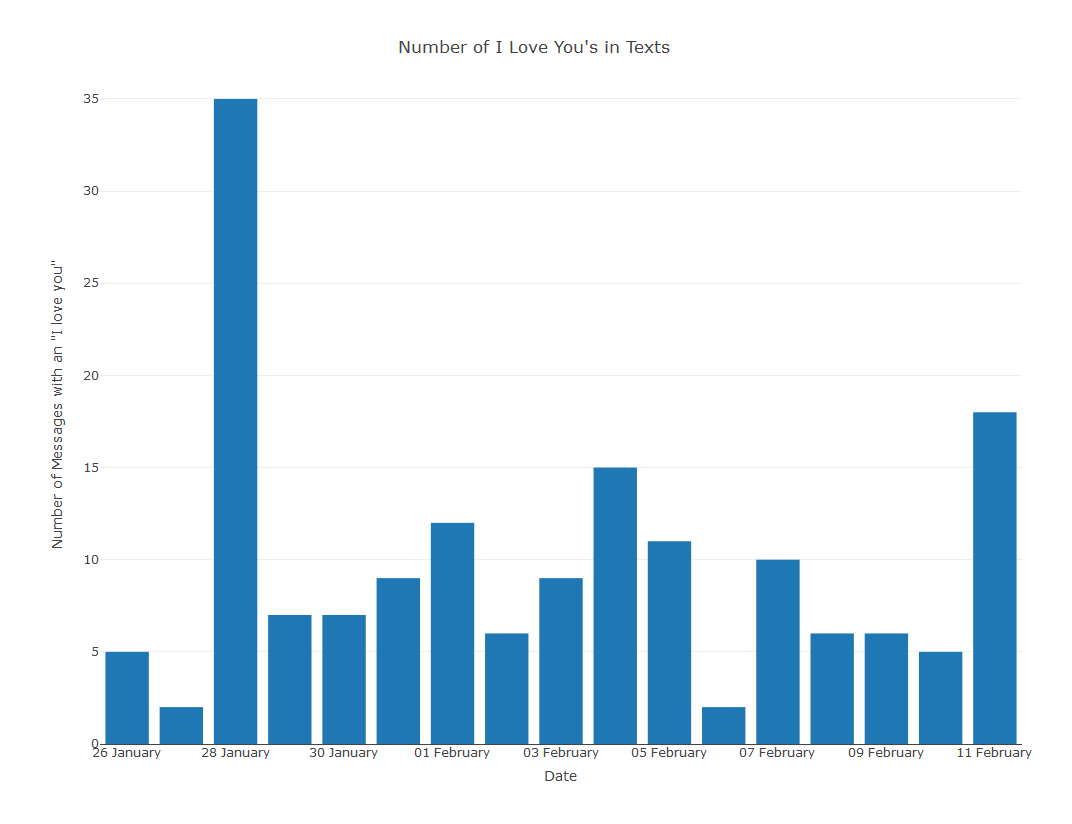 Number of I Love You's in Texts
Number of Messages with an "I love you"
35
30
25
20
15
10
5
0
26 January
28 January
30 January
01 February
03 February
05 February
07 February
09 February
11 February
Date